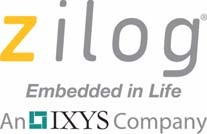 zilog®
Embedded in Life
An IXYS Company